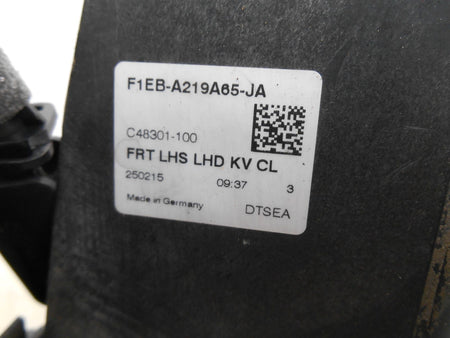 F1EB-A219A65-JA
C48301-100
FRT LHS LHD KV CL
250215 09:37 3
Made in Germany DTSEA